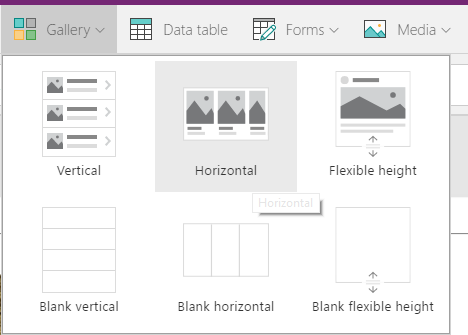 Gallery Data table Forms Media
Vertical Horizontal Flexible height
Horizontal
Blank vertical Blank horizontal Blank flexible height